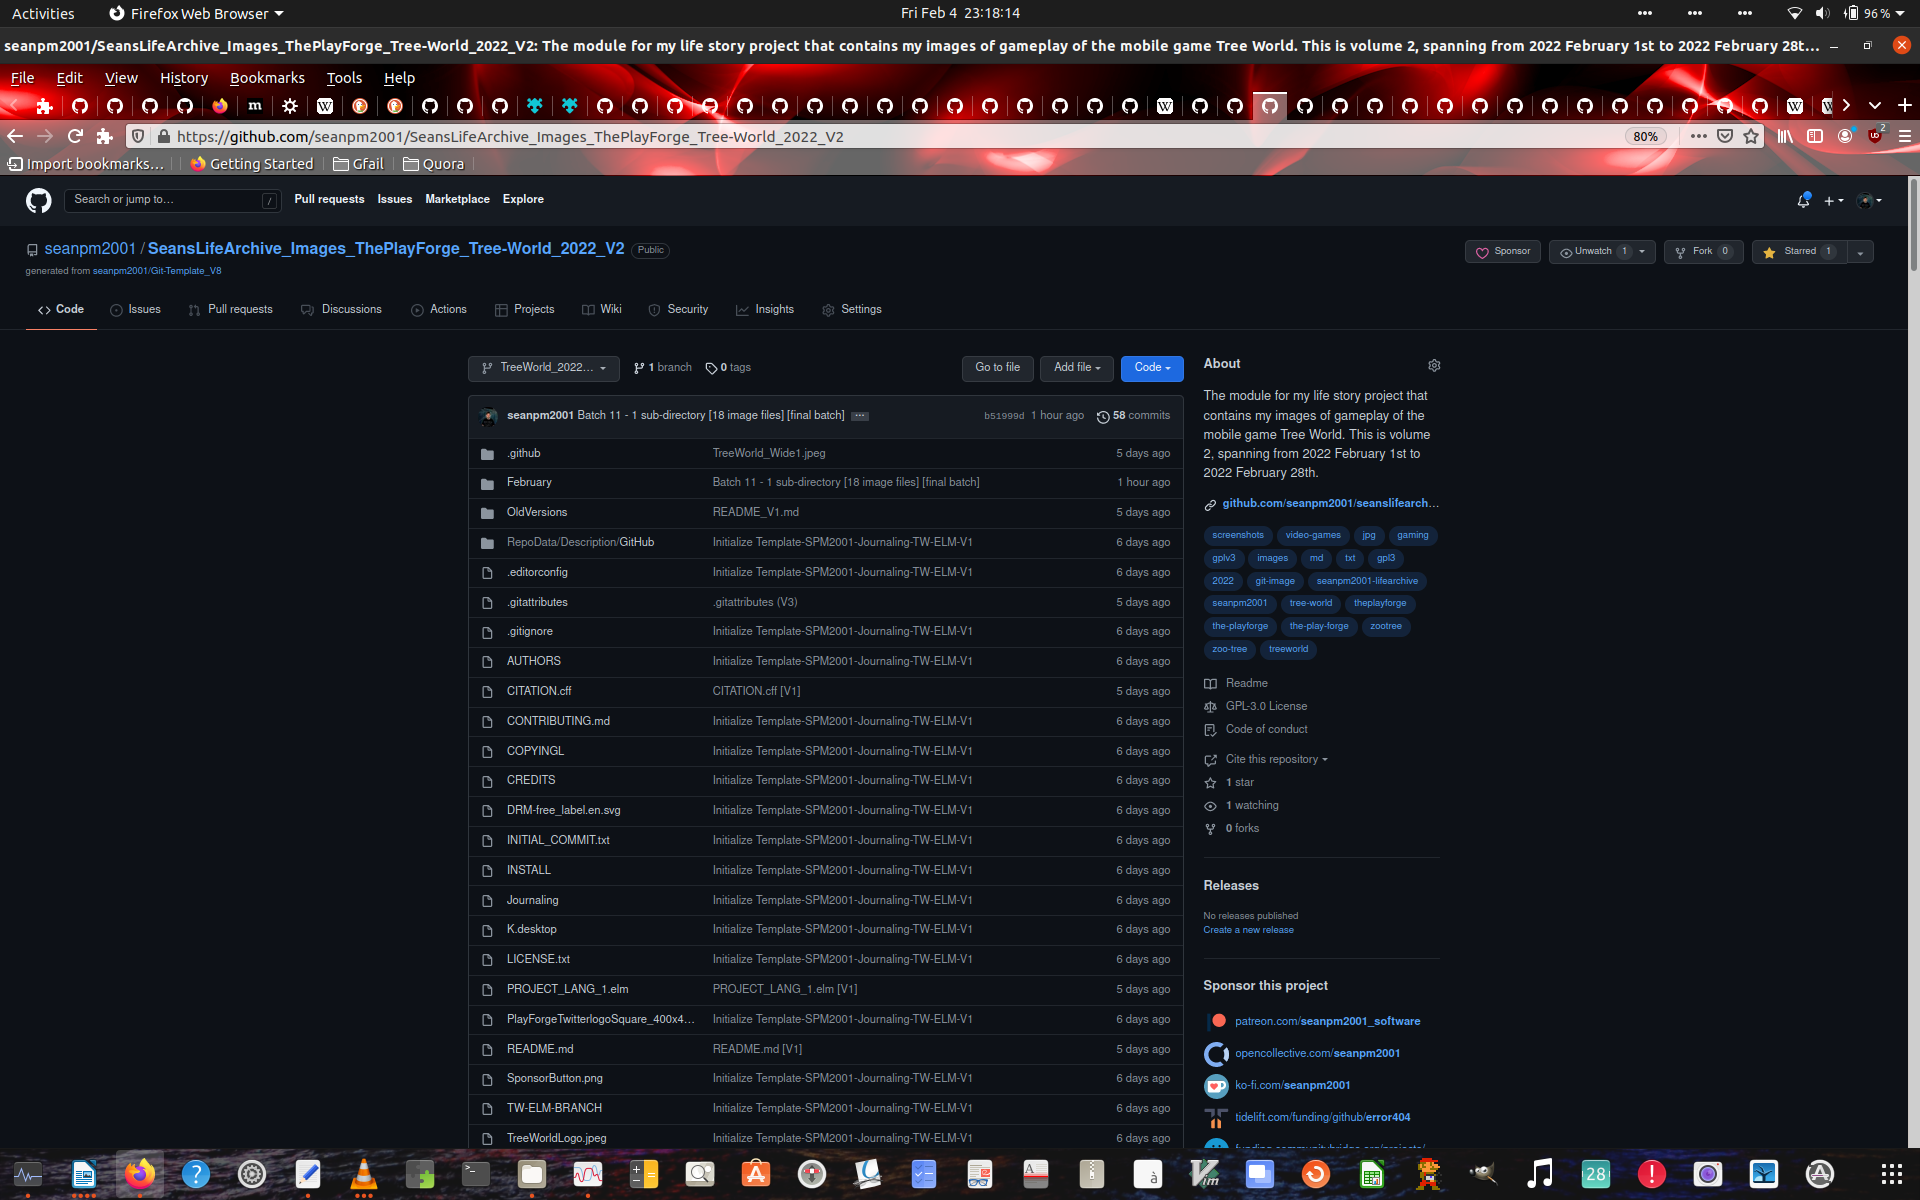 Activities
Firefox Web Browser
Fri Feb 4 23:18:14
96 %
seanpm2001/SeansLifeArchive_Images_ThePlayForge_Tree-World_2022_V2: The module for my life story project that contains my images of gameplay of the mobile game Tree World. This is volume 2, spanning from 2022 February 1st to 2022 February 28t…
File Edit View History Bookmarks Tools Help
https://github.com/seanpm2001/SeansLifeArchive_Images_ThePlayForge_Tree-World_2022_V2
80%
2
Import bookmarks… Getting Started Gfail Quora
Search or jump to… /
Pull requests Issues Marketplace Explore
seanpm2001 / SeansLifeArchive_Images_ThePlayForge_Tree-World_2022_V2 Public
Sponsor Unwatch 1 Fork 0 Starred 1
generated from seanpm2001/Git-Template_V8
Code Issues Pull requests Discussions Actions Projects Wiki Security Insights Settings
TreeWorld_2022… 1 branch 0 tags Go to file Add file Code
seanpm2001 Batch 11 - 1 sub-directory [18 image files] [final batch] … b51999d 1 hour ago 58 commits
.github TreeWorld_Wide1.jpeg 5 days ago
February Batch 11 - 1 sub-directory [18 image files] [final batch] 1 hour ago
OldVersions README_V1.md 5 days ago
RepoData/Description/GitHub Initialize Template-SPM2001-Journaling-TW-ELM-V1 6 days ago
.editorconfig Initialize Template-SPM2001-Journaling-TW-ELM-V1 6 days ago
.gitattributes .gitattributes (V3) 5 days ago
.gitignore Initialize Template-SPM2001-Journaling-TW-ELM-V1 6 days ago
AUTHORS Initialize Template-SPM2001-Journaling-TW-ELM-V1 6 days ago
CITATION.cff CITATION.cff [V1] 5 days ago
CONTRIBUTING.md Initialize Template-SPM2001-Journaling-TW-ELM-V1 6 days ago
COPYINGL Initialize Template-SPM2001-Journaling-TW-ELM-V1 6 days ago
CREDITS Initialize Template-SPM2001-Journaling-TW-ELM-V1 6 days ago
DRM-free_label.en.svg Initialize Template-SPM2001-Journaling-TW-ELM-V1 6 days ago
INITIAL_COMMIT.txt Initialize Template-SPM2001-Journaling-TW-ELM-V1 6 days ago
INSTALL Initialize Template-SPM2001-Journaling-TW-ELM-V1 6 days ago
Journaling Initialize Template-SPM2001-Journaling-TW-ELM-V1 6 days ago
K.desktop Initialize Template-SPM2001-Journaling-TW-ELM-V1 6 days ago
LICENSE.txt Initialize Template-SPM2001-Journaling-TW-ELM-V1 6 days ago
PROJECT_LANG_1.elm PROJECT_LANG_1.elm [V1] 5 days ago
PlayForgeTwitterlogoSquare_400x4… Initialize Template-SPM2001-Journaling-TW-ELM-V1 6 days ago
README.md README.md [V1] 5 days ago
SponsorButton.png Initialize Template-SPM2001-Journaling-TW-ELM-V1 6 days ago
TW-ELM-BRANCH Initialize Template-SPM2001-Journaling-TW-ELM-V1 6 days ago
TreeWorldLogo.jpeg Initialize Template-SPM2001-Journaling-TW-ELM-V1 6 days ago
About
The module for my life story project that
contains my images of gameplay of the
mobile game Tree World. This is volume
2, spanning from 2022 February 1st to
2022 February 28th.
github.com/seanpm2001/seanslifearch…
screenshots video-games jpg gaming
gplv3 images md txt gpl3
2022 git-image seanpm2001-lifearchive
seanpm2001 tree-world theplayforge
the-playforge the-play-forge zootree
zoo-tree treeworld
Readme
GPL-3.0 License
Code of conduct
Cite this repository
1 star
1 watching
0 forks
Releases
No releases published
Create a new release
Sponsor this project
patreon.com/seanpm2001_software
opencollective.com/seanpm2001
ko-fi.com/seanpm2001
tidelift.com/funding/github/error404
28